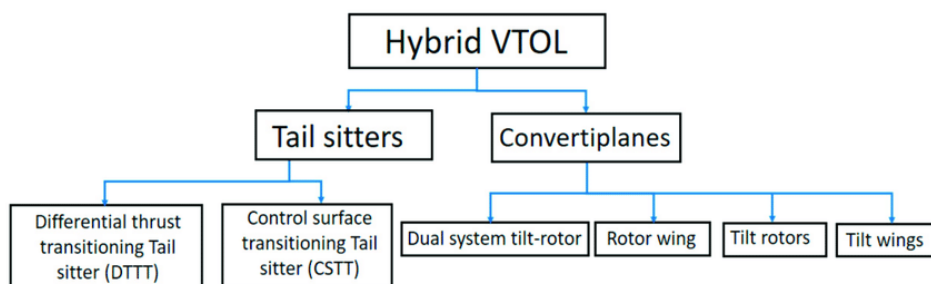 Hybrid VTOL
Tail sitters
Convertiplanes
Differential thrust
transitioning Tail
sitter (DTTT)
Control surface
transitioning Tail
sitter (CSTT)
Dual system tilt-rotor
Rotor wing
Tilt rotors
Tilt wings